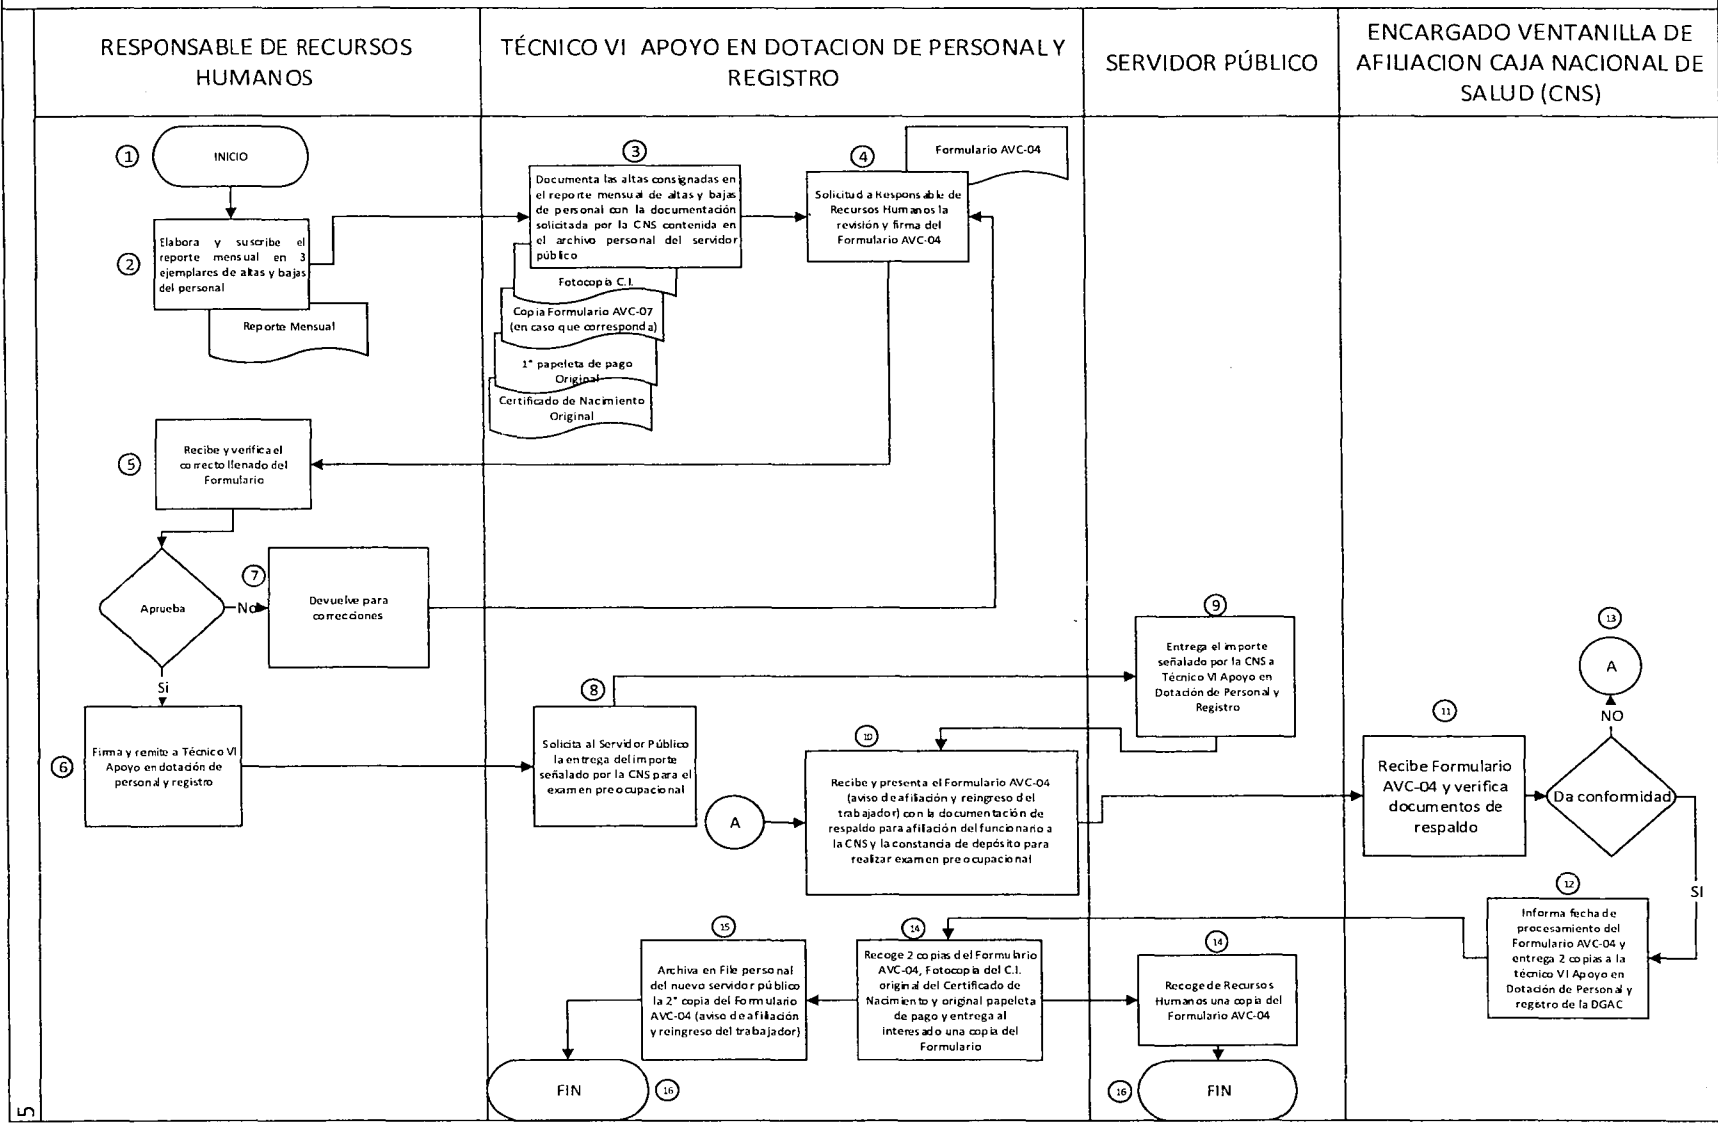 RESPONSABLE DE RECURSOS
HUMANOS
TÉCNICO VI APOYO EN DOTACION DE PERSONAL Y
REGISTRO
SERVIDOR PÚBLICO
ENCARGADO VENTANILLA DE
AFILIACION CAJA NACIONAL DE
SALUD (CNS)
1
INICIO
2
Elabora y suscribe el
reporte mensual en 3
ejemplares de altas y bajas
del personal
Reporte Mensual
3
Documenta las altas consignadas en
el reporte mensual de altas y bajas
de personal con la documentación
solicitada por la CNS contenida en
el archivo personal del servidor
público
Fotocopia C.I.
Copia Formulario AVC-07
(en caso que corresponda)
1° papeleta de pago
Original
Certificado de Nacimiento
Original
4
Formulario AVC-04
Solicitud a Responsable de
Recursos Humanos la
revisión y firma del
Formulario AVC-04
5
Recibe y verifica el
correcto llenado del
Formulario
Aprueba
No
7
Devuelve para
correcciones
Si
6
Firma y remite a Técnico VI
Apoyo en dotación de
personal y registro
8
Solicita al Servidor Público
la entrega del importe
señalado por la CNS para el
examen preocupacional
9
Entrega el importe
señalado por la CNS a
Técnico VI Apoyo en
Dotación de Personal y
Registro
A
10
Recibe y presenta el Formulario AVC-04
(aviso de afiliación y reingreso del
trabajador) con la documentación de
respaldo para afiliación del funcionario a
la CNS y la constancia de depósito para
realizar examen preocupacional
11
Recibe Formulario
AVC-04 y verifica
documentos de
respaldo
Da conformidad
NO
13
A
SI
12
Informa fecha de
procesamiento del
Formulario AVC-04 y
entrega 2 copias a la
técnico VI Apoyo en
Dotación de Personal y
registro de la DGAC
14
Recoge 2 copias del Formulario
AVC-04, Fotocopia del C.I.
original del Certificado de
Nacimiento y original papeleta
de pago y entrega al
interesado una copia del
Formulario
15
Archiva en File personal
del nuevo servidor público
la 2° copia del Formulario
AVC-04 (aviso de afiliación
y reingreso del trabajador)
14
Recoge de Recursos
Humanos una copia del
Formulario AVC-04
FIN
16
16
FIN
5